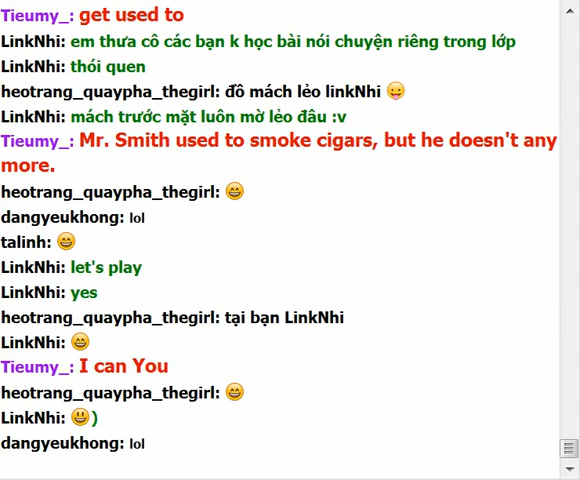 Tieumy_: get used to
LinkNhi: em thưa cô các bạn k học bài nói chuyện riêng trong lớp
LinkNhi: thói quen
heotrang_quaypha_thegirl: đồ mách lẻo linkNhi 😛
LinkNhi: mách trước mặt luôn mờ lẻo đâu :v
Tieumy_: Mr. Smith used to smoke cigars, but he doesn't any
more.
heotrang_quaypha_thegirl: 😄
dangyeukhong: lol
talinh: 😄
LinkNhi: let's play
LinkNhi: yes
heotrang_quaypha_thegirl: tại bạn LinkNhi
LinkNhi: 😄
Tieumy_: I can You
heotrang_quaypha_thegirl: 😄
LinkNhi: 😃)
dangyeukhong: lol